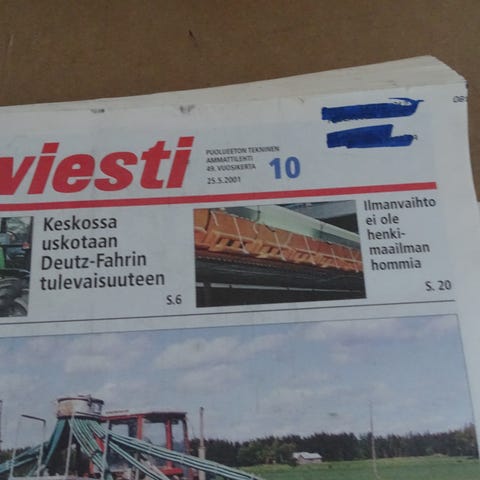 viesti
PUOLUEETON TEKNINEN
AMMATTILEHTI
49. VUOSIKERTA
25.5.2001
10
Keskossa
uskotaan
Deutz-Fahrin
tulevaisuuteen
S.6
Ilmanvaihto
ei ole
henki-
maailman
hommia
S. 20